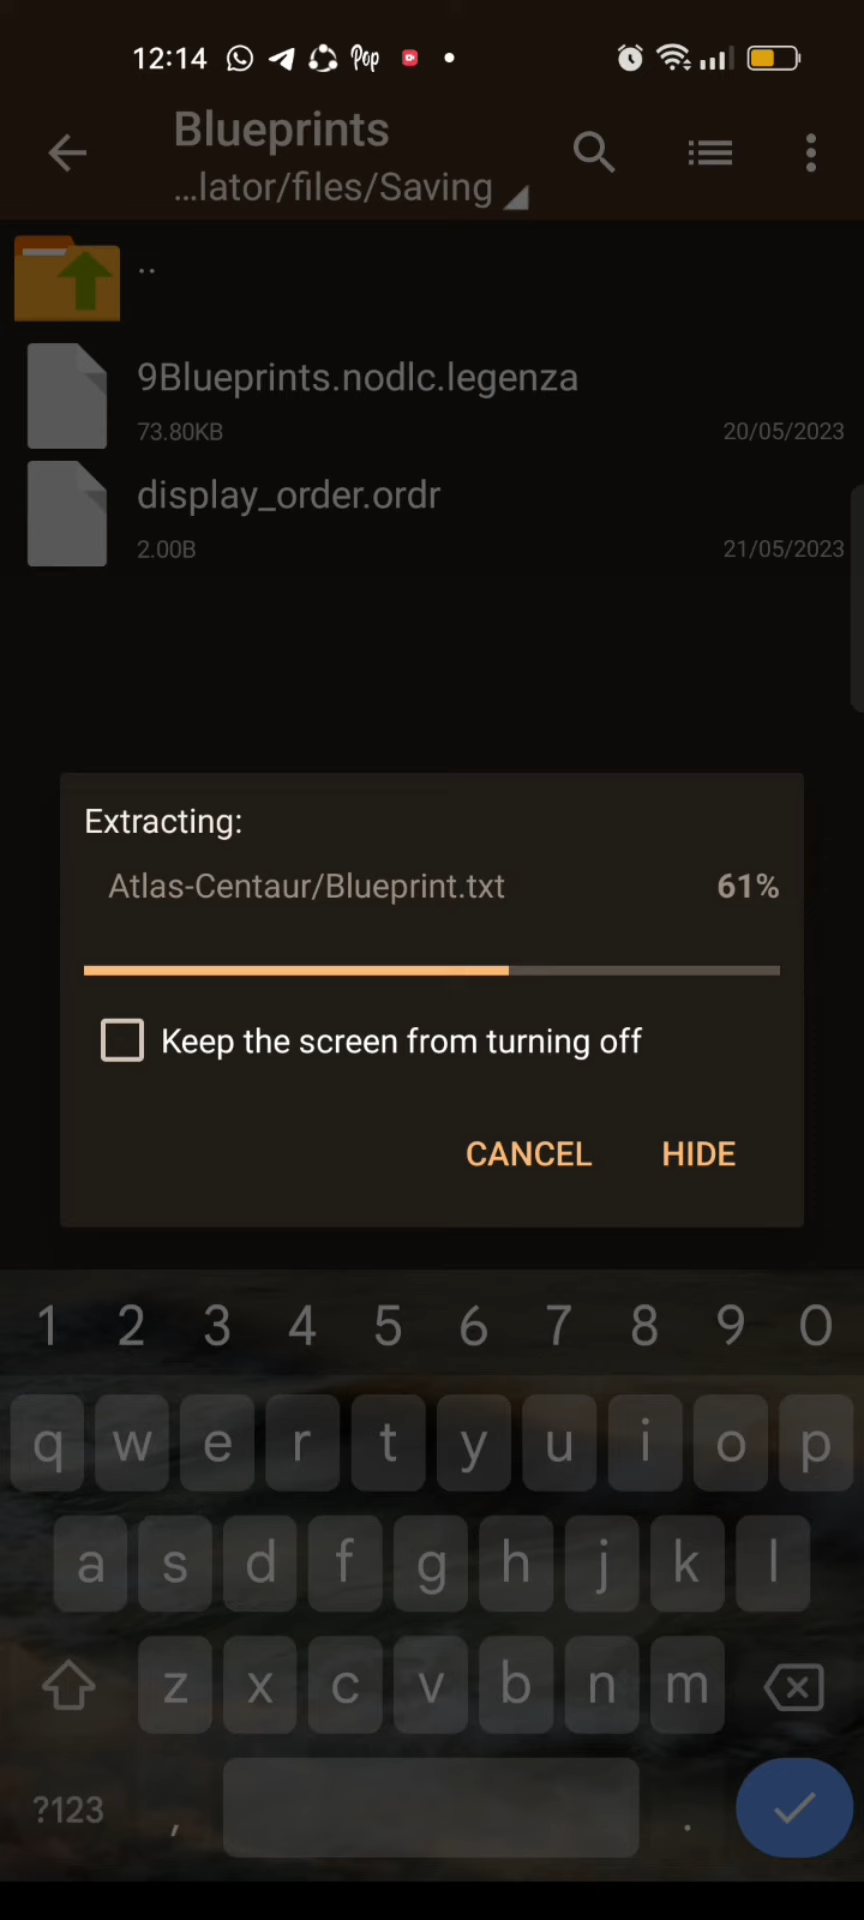 12:14 Pop
Blueprints
...lator/files/Saving
..
9Blueprints.nodlc.legenza
73.80KB 20/05/2023
display_order.ordr
2.00B 21/05/2023
Extracting:
Atlas-Centaur/Blueprint.txt 61%
Keep the screen from turning off
CANCEL HIDE
1 2 3 4 5 6 7 8 9 0
q w e r t y u i o p
a s d f g h j k l
z x c v b n m
?123 , .